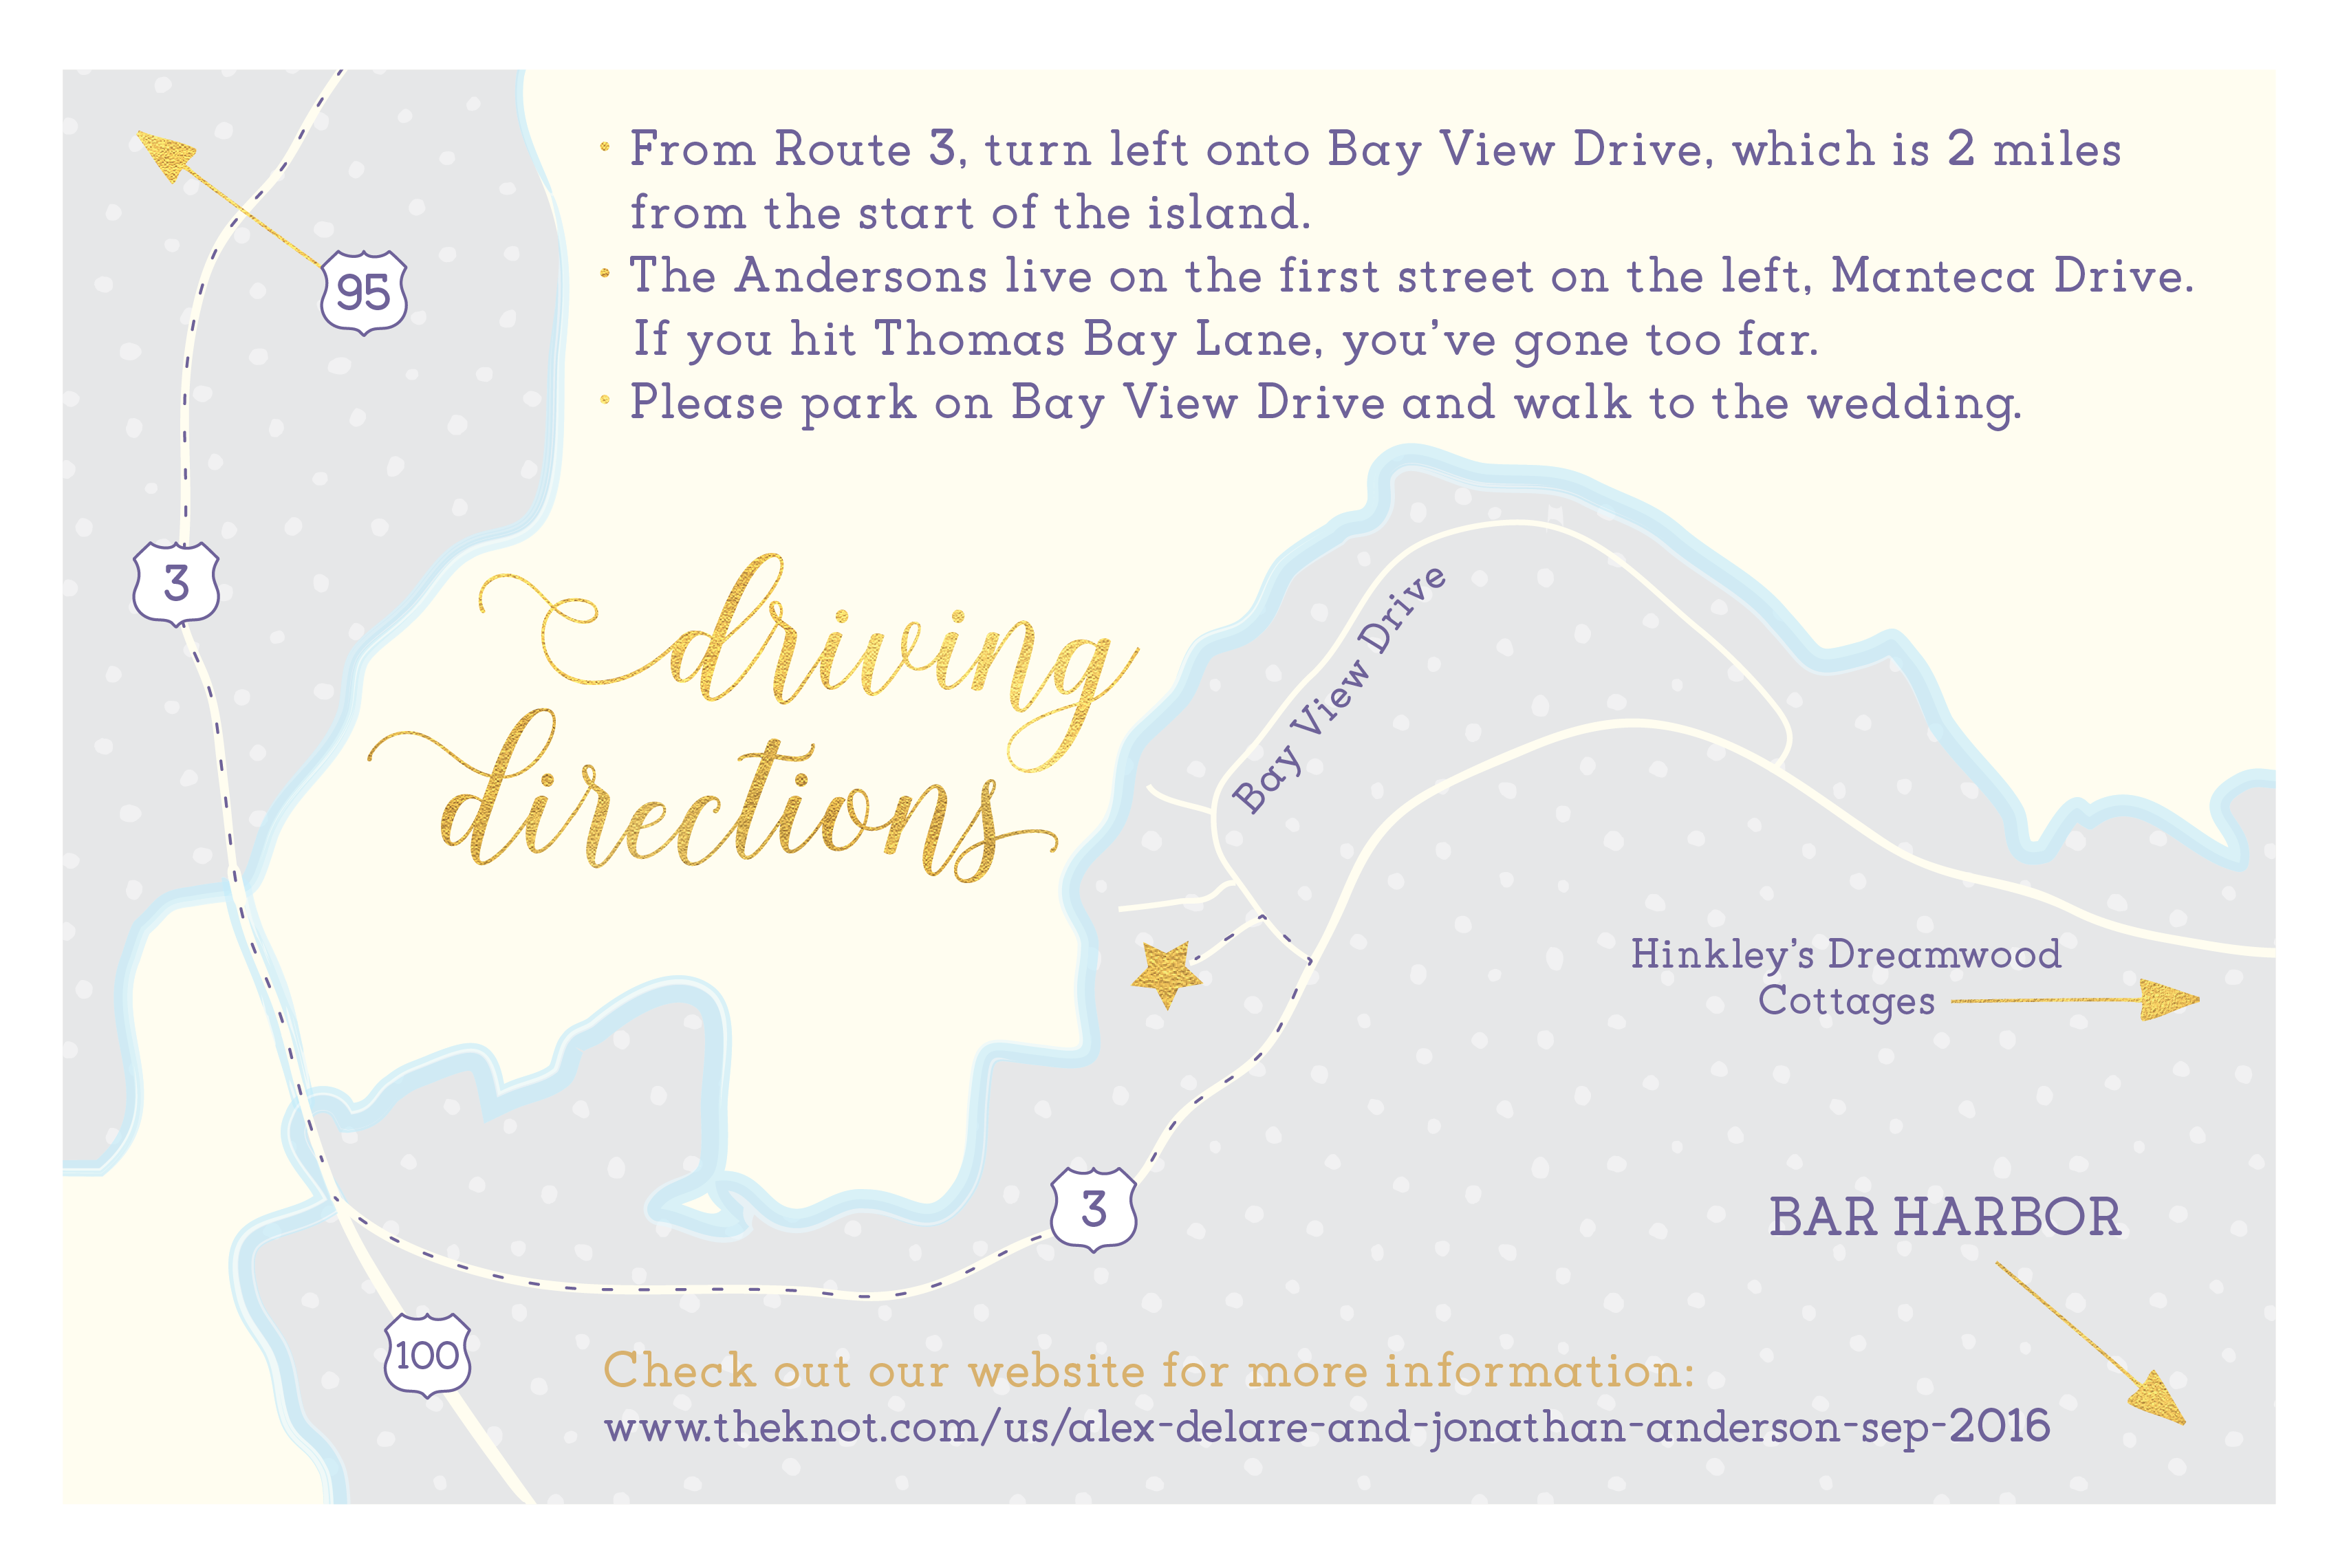 • From Route 3, turn left onto Bay View Drive, which is 2 miles
from the start of the island.
• The Andersons live on the first street on the left, Manteca Drive.
If you hit Thomas Bay Lane, you've gone too far.
• Please park on Bay View Drive and walk to the wedding.
95
3
driving
directions
Bay View Drive
Hinkley's Dreamwood
Cottages
3
BAR HARBOR
100
Check out our website for more information:
www.theknot.com/us/alex-delare-and-jonathan-anderson-sep-2016